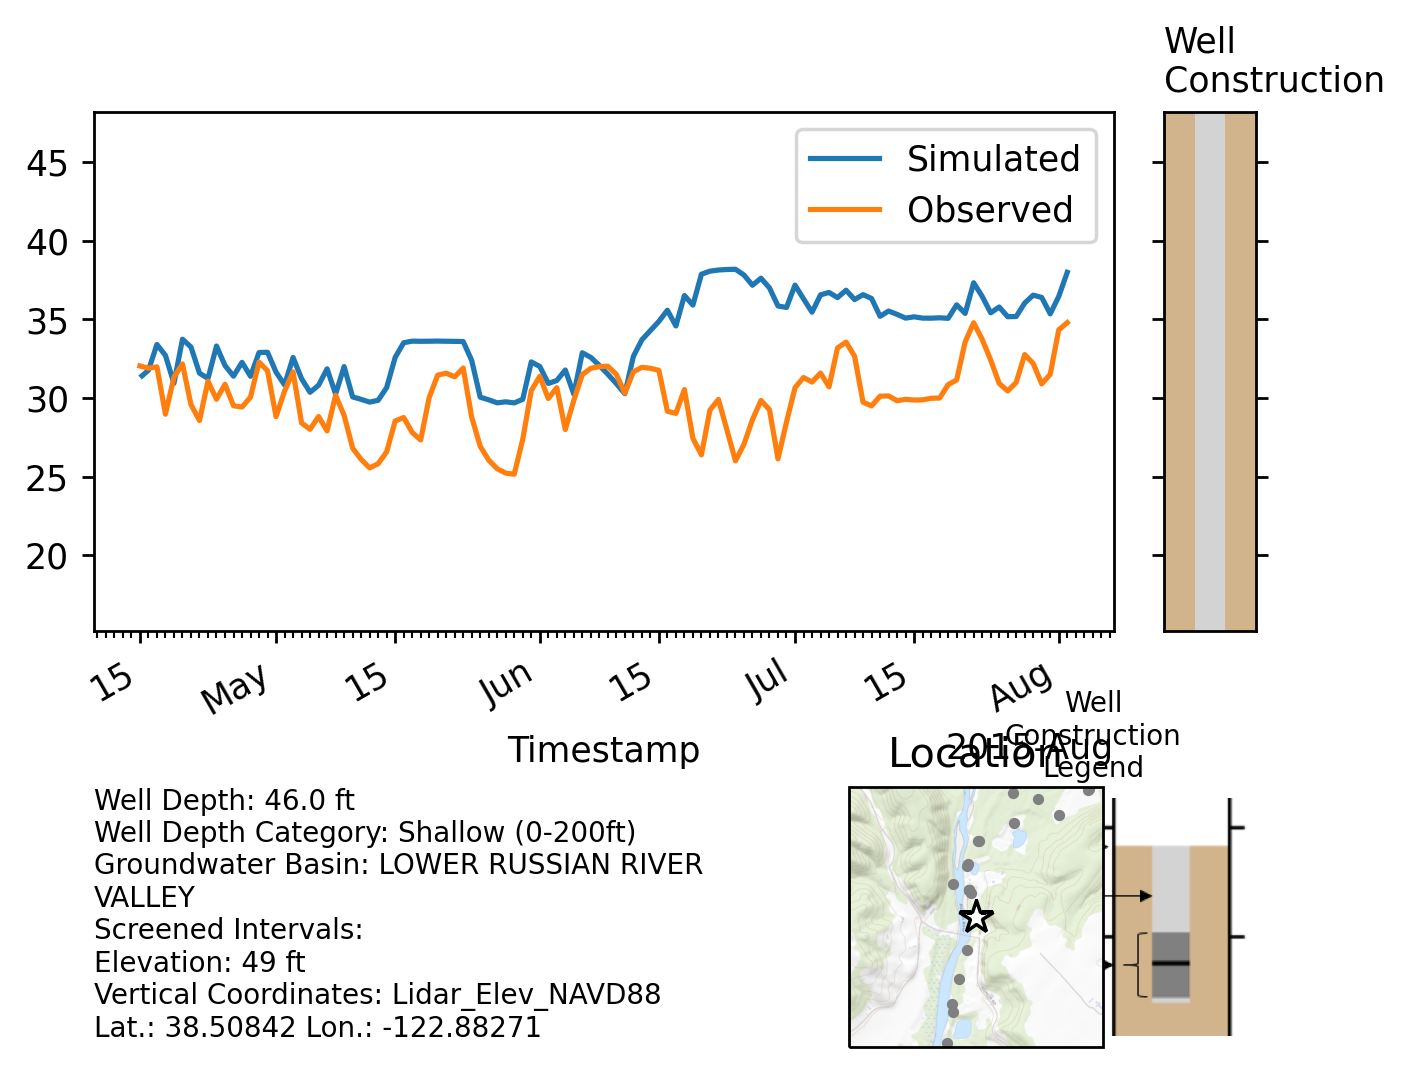 Well
Construction
Simulated
Observed
45
40
35
30
25
20
15
May
15
Jun
15
Jul
15
Aug
Timestamp
2015-Aug
Well
Construction
Legend
Location
Well Depth: 46.0 ft
Well Depth Category: Shallow (0-200ft)
Groundwater Basin: LOWER RUSSIAN RIVER
VALLEY
Screened Intervals:
Elevation: 49 ft
Vertical Coordinates: Lidar_Elev_NAVD88
Lat.: 38.50842 Lon.: -122.88271